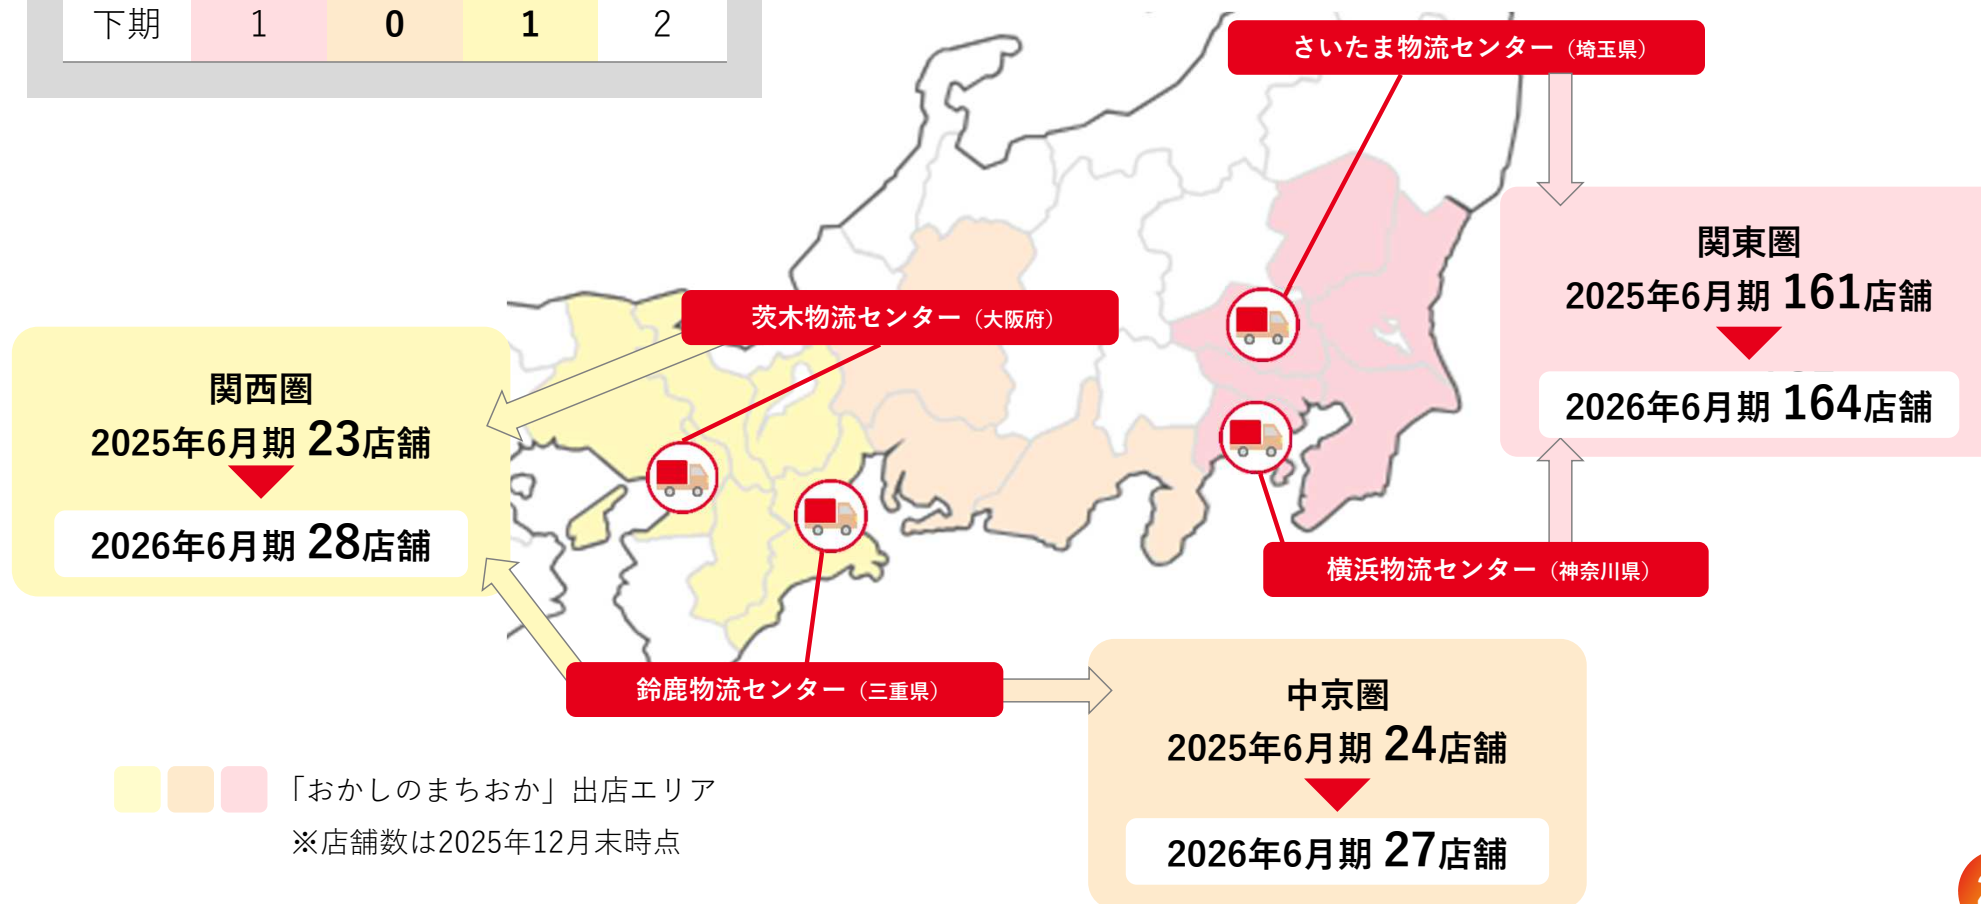 下期 1 0 1 2
さいたま物流センター（埼玉県）
関東圏
2025年6月期 161店舗
2026年6月期 164店舗
茨木物流センター（大阪府）
関西圏
2025年6月期 23店舗
2026年6月期 28店舗
横浜物流センター（神奈川県）
鈴鹿物流センター（三重県）
中京圏
2025年6月期 24店舗
2026年6月期 27店舗
「おかしのまちおか」出店エリア
※店舗数は2025年12月末時点